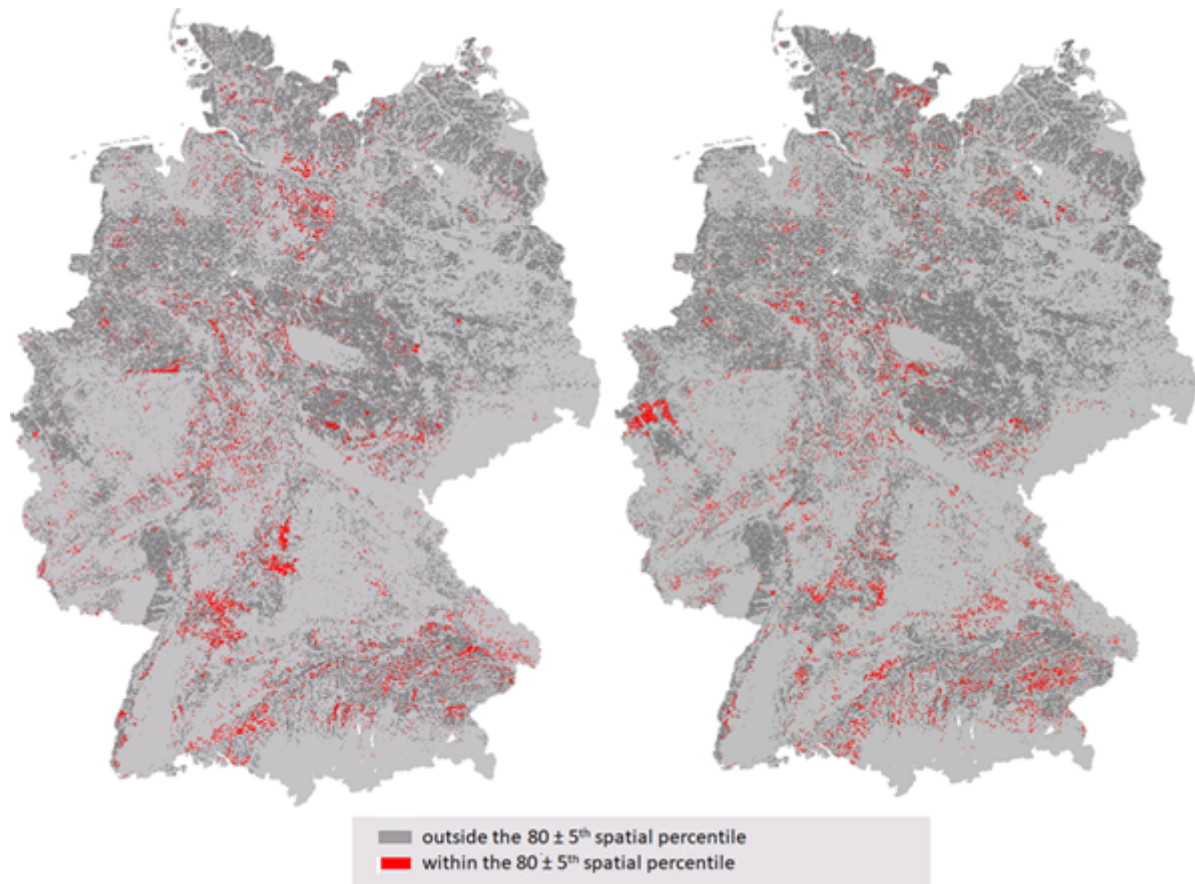 outside the 80 ± 5th spatial percentile
within the 80 ± 5th spatial percentile